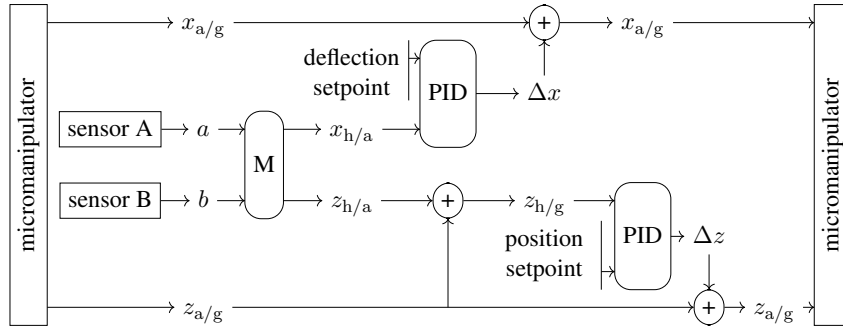 micromanipulator
x_{a/g}
+
x_{a/g}
micromanipulator
deflection
setpoint
PID
Δx
sensor A
a
M
x_{h/a}
sensor B
b
z_{h/a}
+
z_{h/g}
position
setpoint
PID
Δz
z_{a/g}
+
z_{a/g}